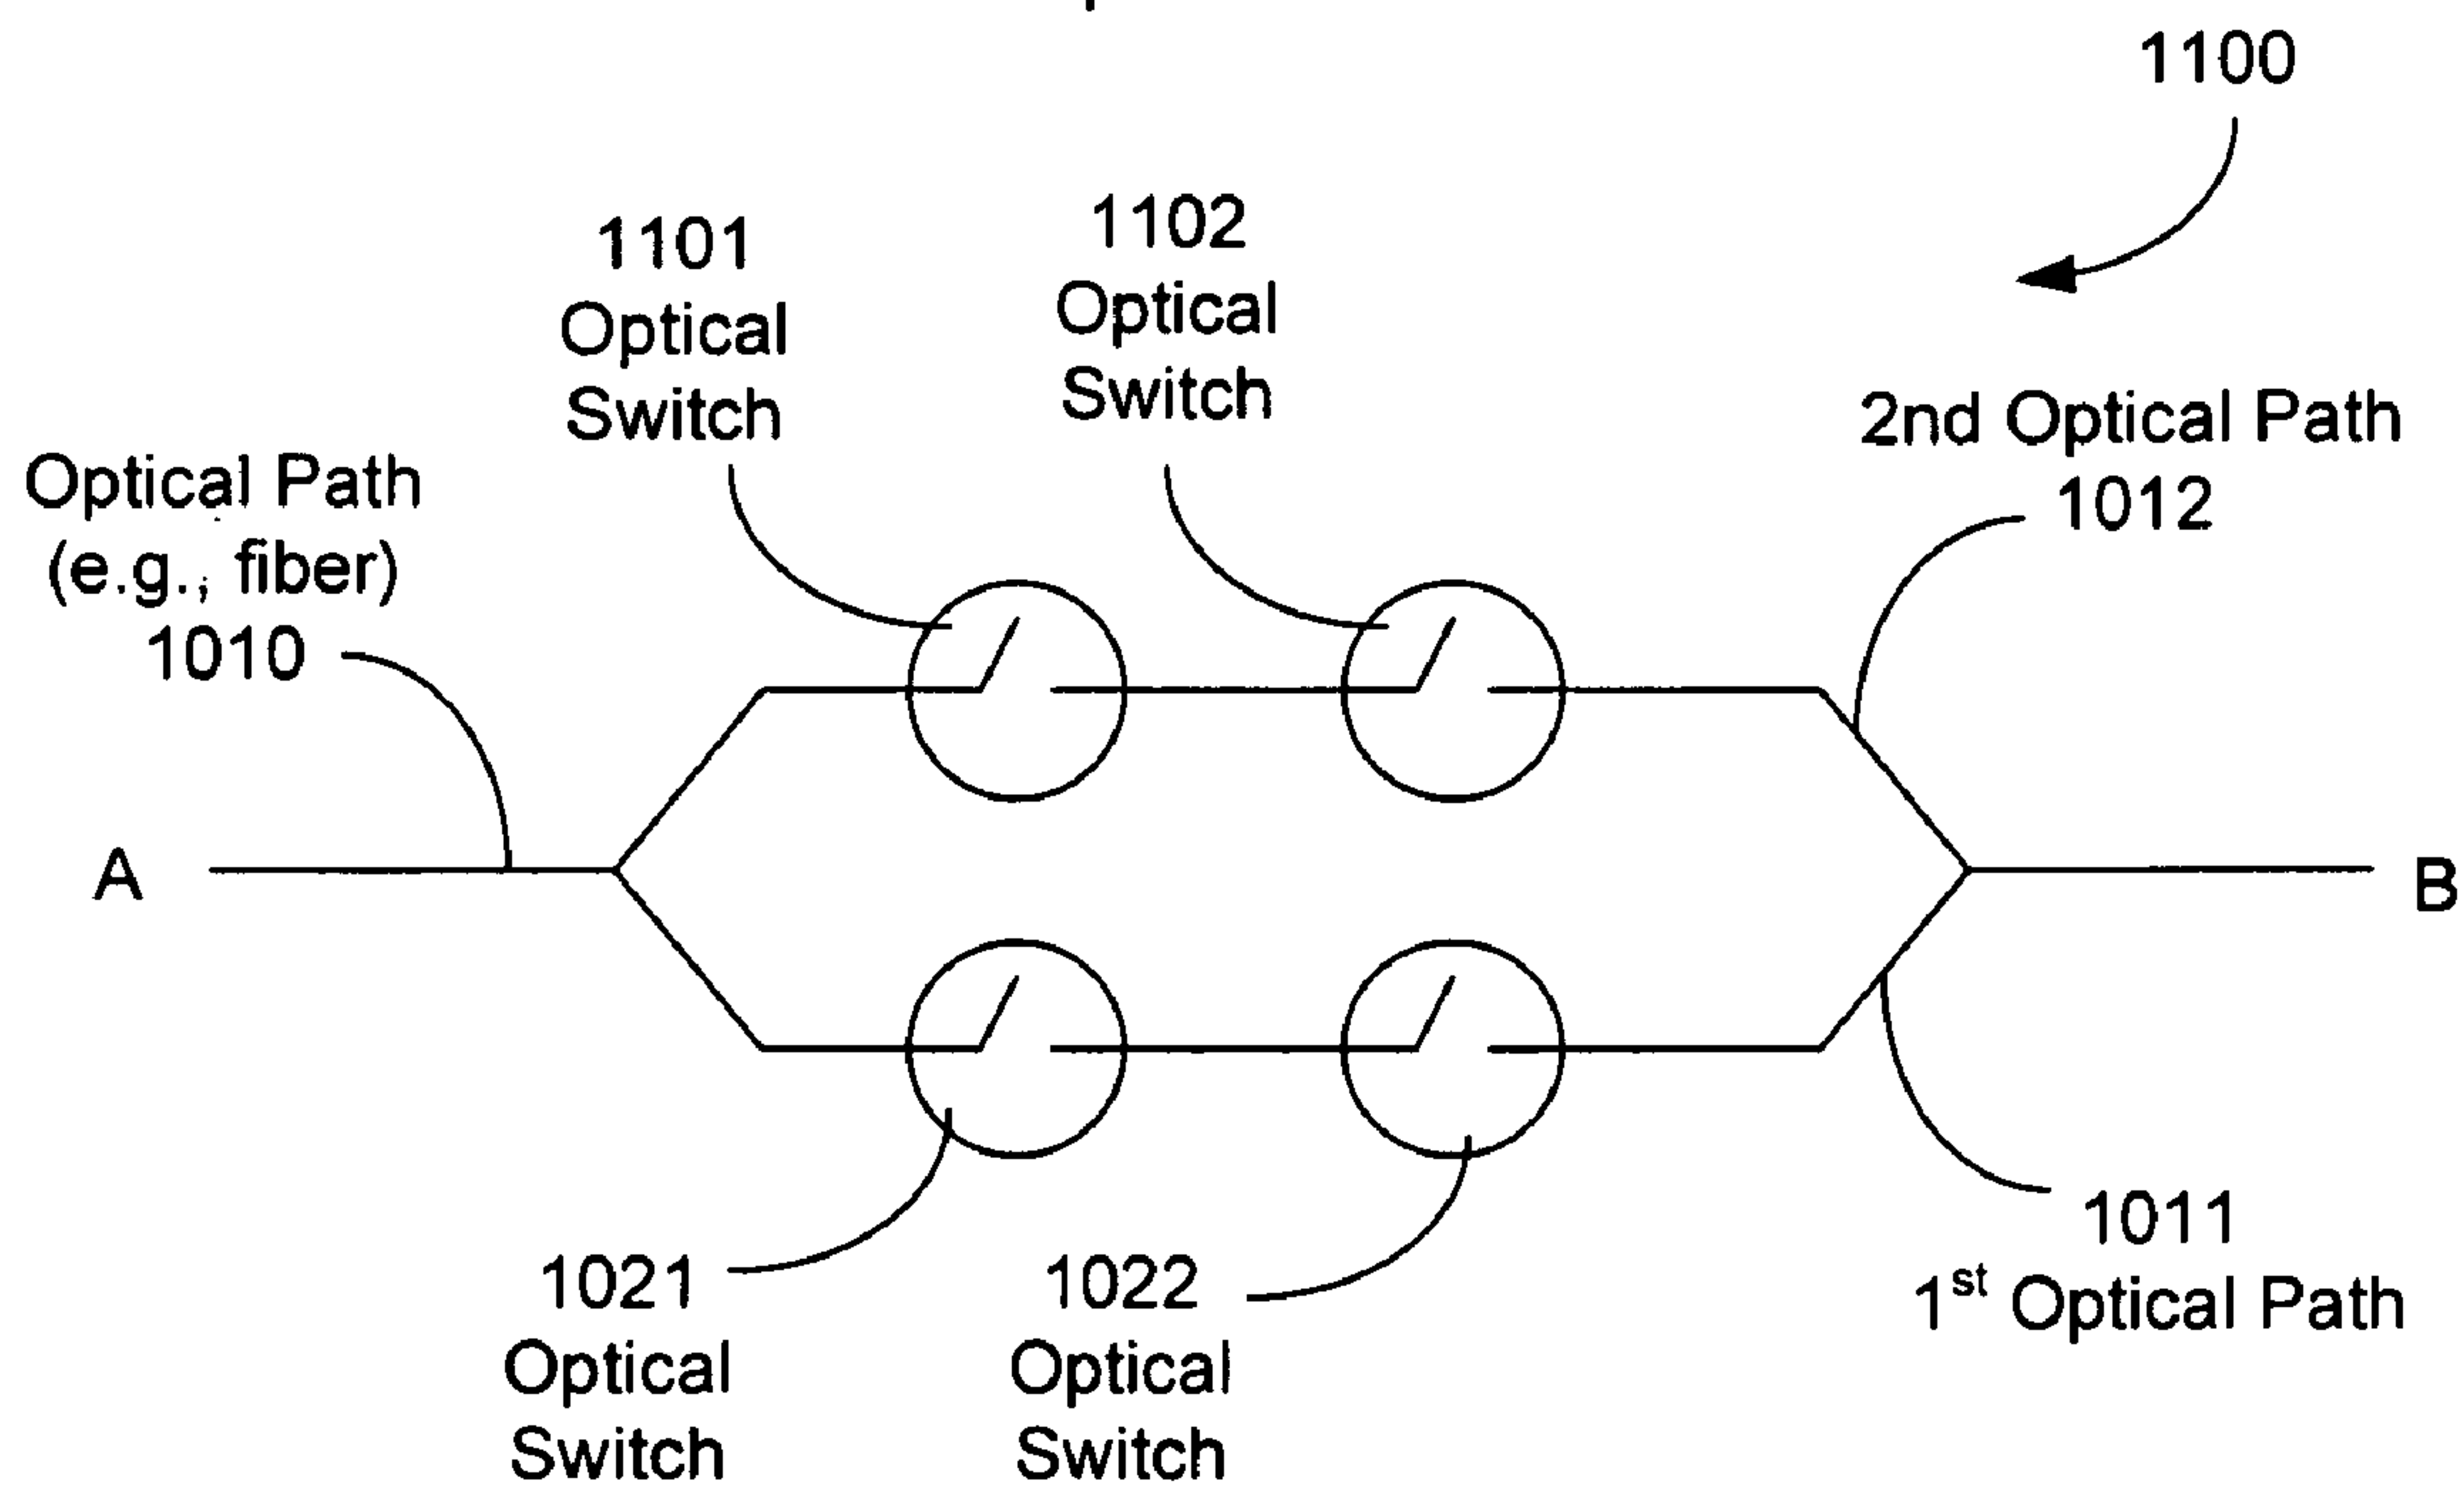 1100
1101
Optical
Switch
1102
Optical
Switch
2nd Optical Path
1012
Optical Path
(e.g., fiber)
1010
A
B
1021
Optical
Switch
1022
Optical
Switch
1011
1st Optical Path